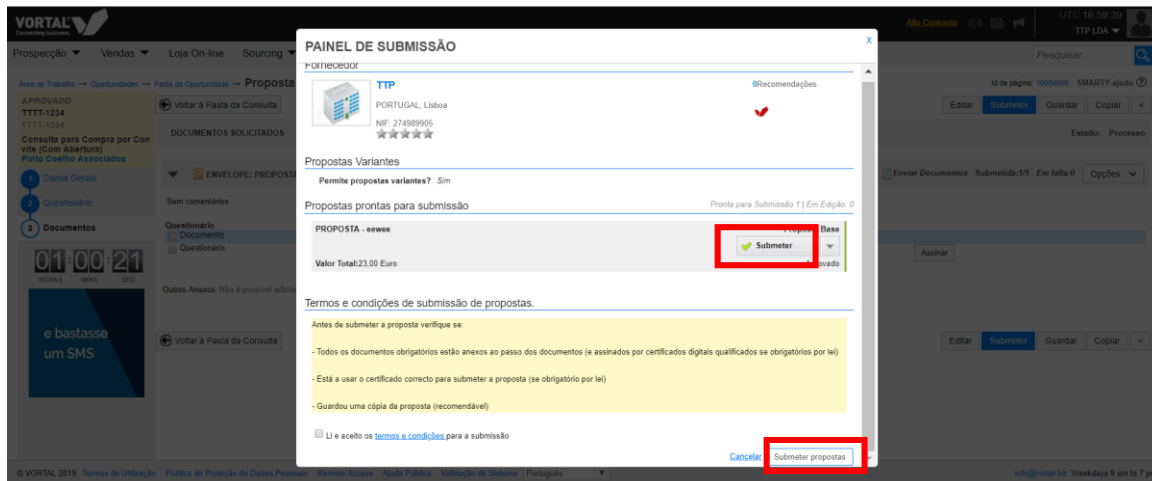 VORTAL
Connecting business.
Alto Contraste
UTC 16:59:39
TTP LDA
Prospecção Vendas Loja On-line Sourcing
Pesquisar...
Área de Trabalho → Oportunidades → Pasta da Oportunidade → Proposta
Id de página: 10004050 SMARTY-ajuda
APROVADO
TTTT-1234
TTTT-1234
Consulta para Compra por Con
vite (Com Abertura)
Pinto Coelho Associados
Voltar à Pasta da Consulta
Editar Submeter Guardar Copiar <
DOCUMENTOS SOLICITADOS
Estado: Processo
1 Dados Gerais
2 Questionário
3 Documentos
ENVELOPE: PROPOSTA
Enviar Documentos Submetida:1/1 Em falta:0 Opções
Sem comentários
Questionário
Documento
Questionário
Assinar
01:00:21
HORAS MINS SEG
Outros Anexos: Não é possível adicio
e bastasse
um SMS
Voltar à Pasta da Consulta
Editar Submeter Guardar Copiar <
PAINEL DE SUBMISSÃO
X
Fornecedor
TTP
0Recomendações
PORTUGAL, Lisboa
NIF: 274989906
Propostas Variantes
Permite propostas variantes? Sim
Propostas prontas para submissão
Pronta para Submissão 1 | Em Edição: 0
PROPOSTA - eewee
Base
Submeter
Valor Total:23,00 Euro
Termos e condições de submissão de propostas.
Antes de submeter a proposta verifique se:
- Todos os documentos obrigatórios estão anexos ao passo dos documentos (e assinados por certificados digitais qualificados se obrigatórios por lei)
- Está a usar o certificado correcto para submeter a proposta (se obrigatório por lei)
- Guardou uma cópia da proposta (recomendável)
Li e aceito os termos e condições para a submissão
Cancelar Submeter propostas
© VORTAL 2019 Termos de Utilização Política de Proteção de Dados Pessoais Remote Access Ajuda Pública Validação de Sistema Português
info@vortal.biz Weekdays 9 am to 7 p